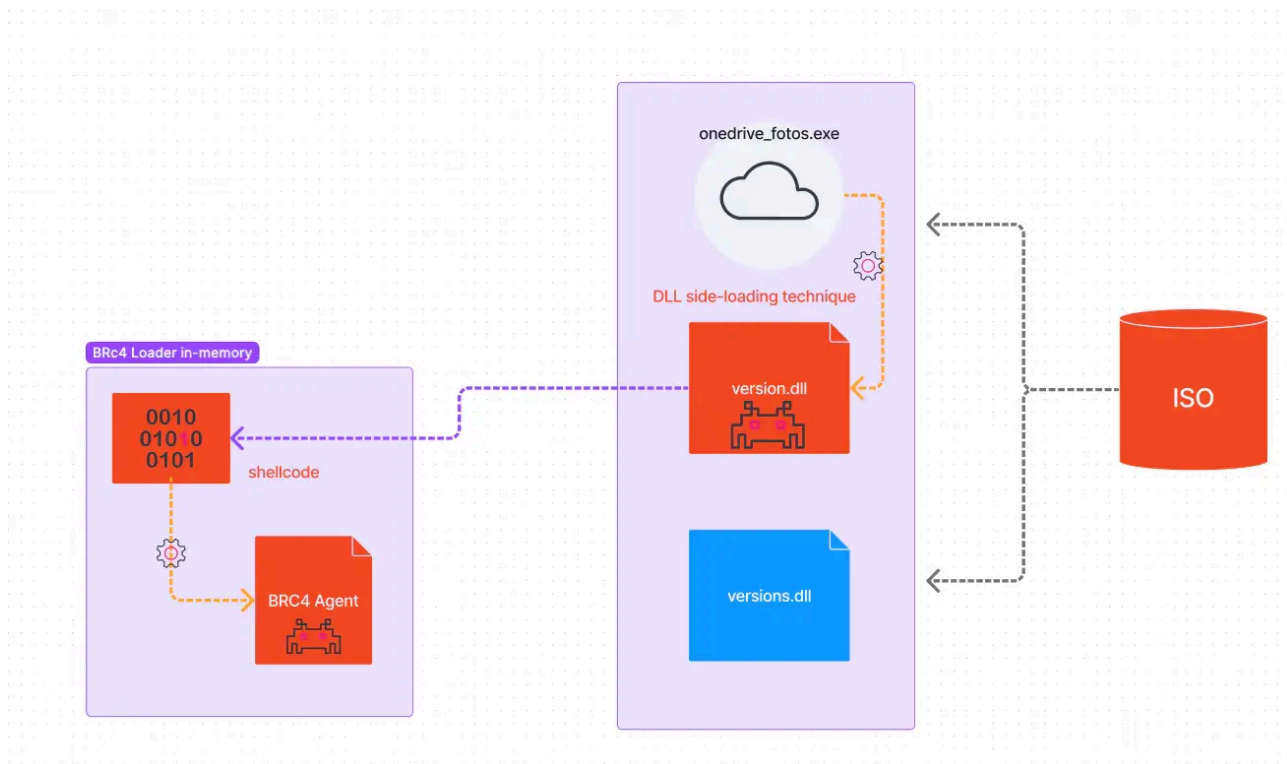 onedrive_fotos.exe
DLL side-loading technique
version.dll
versions.dll
ISO
BRc4 Loader in-memory
0010
01010
0101
shellcode
BRC4 Agent